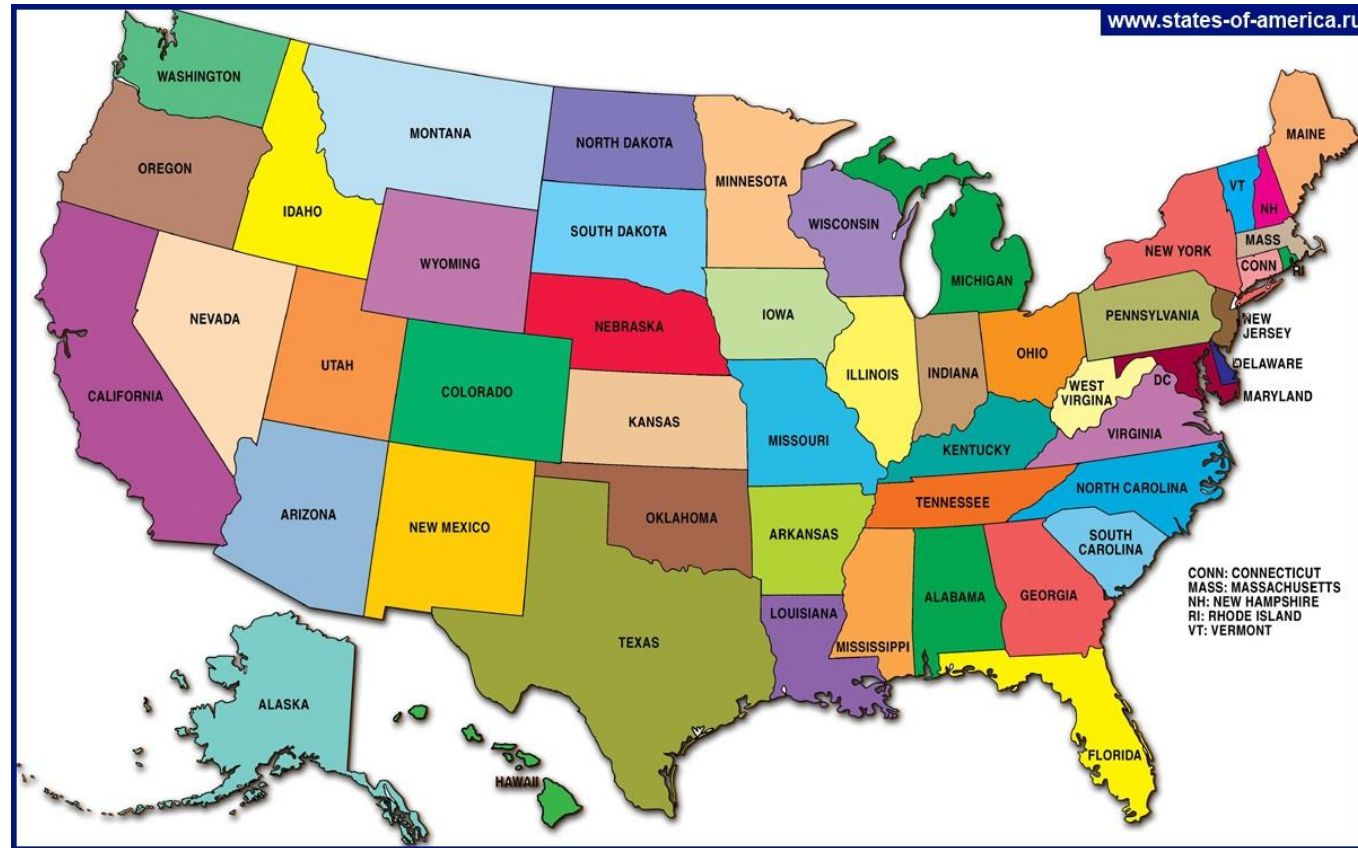 www.states-of-america.ru
WASHINGTON
OREGON
IDAHO
MONTANA
NORTH DAKOTA
MINNESOTA
SOUTH DAKOTA
WYOMING
WISCONSIN
MICHIGAN
MAINE
VT
NH
NEW YORK
MASS
CONN
RI
CALIFORNIA
NEVADA
UTAH
COLORADO
NEBRASKA
IOWA
ILLINOIS
INDIANA
OHIO
PENNSYLVANIA
NEW
JERSEY
DELAWARE
MARYLAND
DC
WEST
VIRGINA
VIRGINIA
KANSAS
MISSOURI
KENTUCKY
ARIZONA
NEW MEXICO
OKLAHOMA
ARKANSAS
TENNESSEE
NORTH CAROLINA
SOUTH
CAROLINA
TEXAS
LOUISIANA
MISSISSIPPI
ALABAMA
GEORGIA
FLORIDA
ALASKA
HAWAII
CONN: CONNECTICUT
MASS: MASSACHUSETTS
NH: NEW HAMPSHIRE
RI: RHODE ISLAND
VT: VERMONT